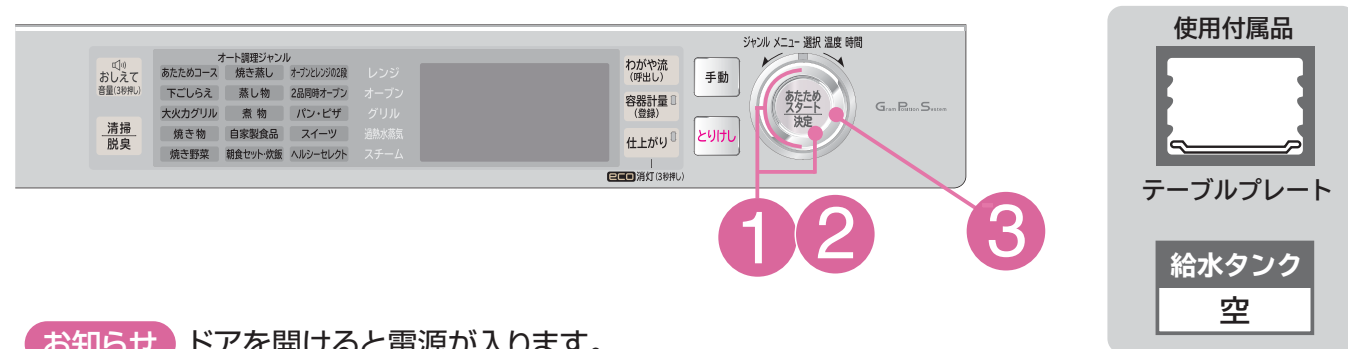 ジャンル メニュー 選択 温度 時間
オート調理ジャンル
おしえて
音量(3秒押し)
清掃
脱臭
あたためコース 焼き蒸し オーブンとレンジの2段 レンジ
下ごしらえ 蒸し物 2品同時オーブン オーブン
大火力グリル 煮物 パン・ピザ グリル
焼き物 自家製食品 スイーツ 過熱水蒸気
焼き野菜 朝食セット・炊飯 ヘルシーセレクト スチーム
わがや流
(呼出し)
容器計量
(登録)
仕上がり
eco消灯(3秒押し)
手動
とりけし
あたため
スタート
決定
Gram Position System
1 2 3
使用付属品
テーブルプレート
給水タンク
空
お知らせ ドアを開けると電源が入ります。